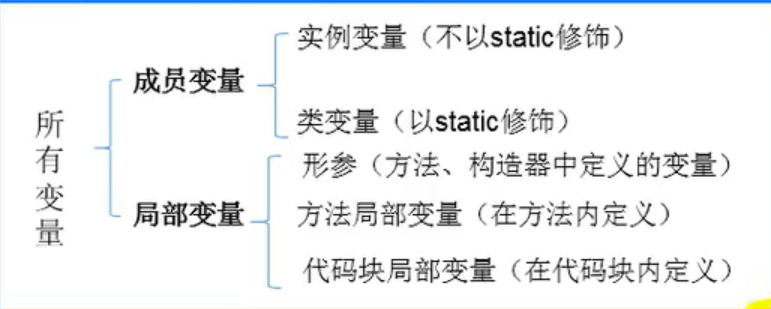 所有变量
成员变量
实例变量（不以static修饰）
类变量（以static修饰）
局部变量
形参（方法、构造器中定义的变量）
方法局部变量（在方法内定义）
代码块局部变量（在代码块内定义）